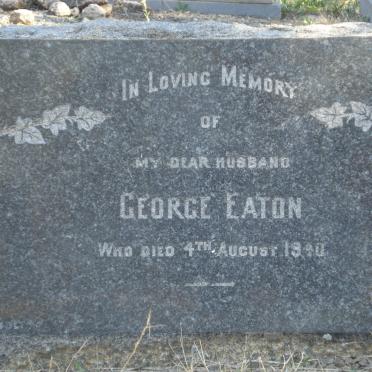 In Loving Memory
of
my dear husband
George Eaton
Who died 4th August 1940